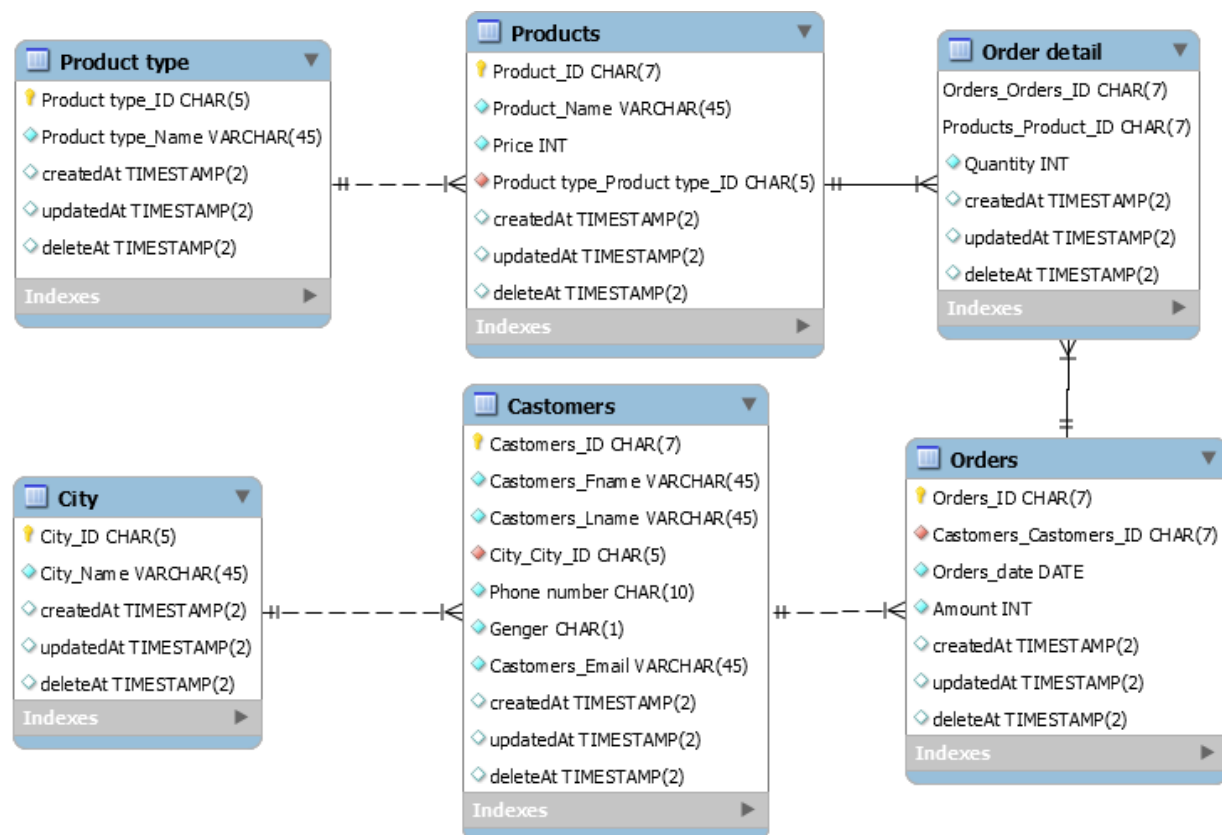 Product type
Product type_ID CHAR(5)
Product type_Name VARCHAR(45)
createdAt TIMESTAMP(2)
updatedAt TIMESTAMP(2)
deleteAt TIMESTAMP(2)
Indexes
Products
Product_ID CHAR(7)
Product_Name VARCHAR(45)
Price INT
Product type_Product type_ID CHAR(5)
createdAt TIMESTAMP(2)
updatedAt TIMESTAMP(2)
deleteAt TIMESTAMP(2)
Indexes
Order detail
Orders_Orders_ID CHAR(7)
Products_Product_ID CHAR(7)
Quantity INT
createdAt TIMESTAMP(2)
updatedAt TIMESTAMP(2)
deleteAt TIMESTAMP(2)
Indexes
City
City_ID CHAR(5)
City_Name VARCHAR(45)
createdAt TIMESTAMP(2)
updatedAt TIMESTAMP(2)
deleteAt TIMESTAMP(2)
Indexes
Castomers
Castomers_ID CHAR(7)
Castomers_Fname VARCHAR(45)
Castomers_Lname VARCHAR(45)
City_City_ID CHAR(5)
Phone number CHAR(10)
Genger CHAR(1)
Castomers_Email VARCHAR(45)
createdAt TIMESTAMP(2)
updatedAt TIMESTAMP(2)
deleteAt TIMESTAMP(2)
Indexes
Orders
Orders_ID CHAR(7)
Castomers_Castomers_ID CHAR(7)
Orders_date DATE
Amount INT
createdAt TIMESTAMP(2)
updatedAt TIMESTAMP(2)
deleteAt TIMESTAMP(2)
Indexes